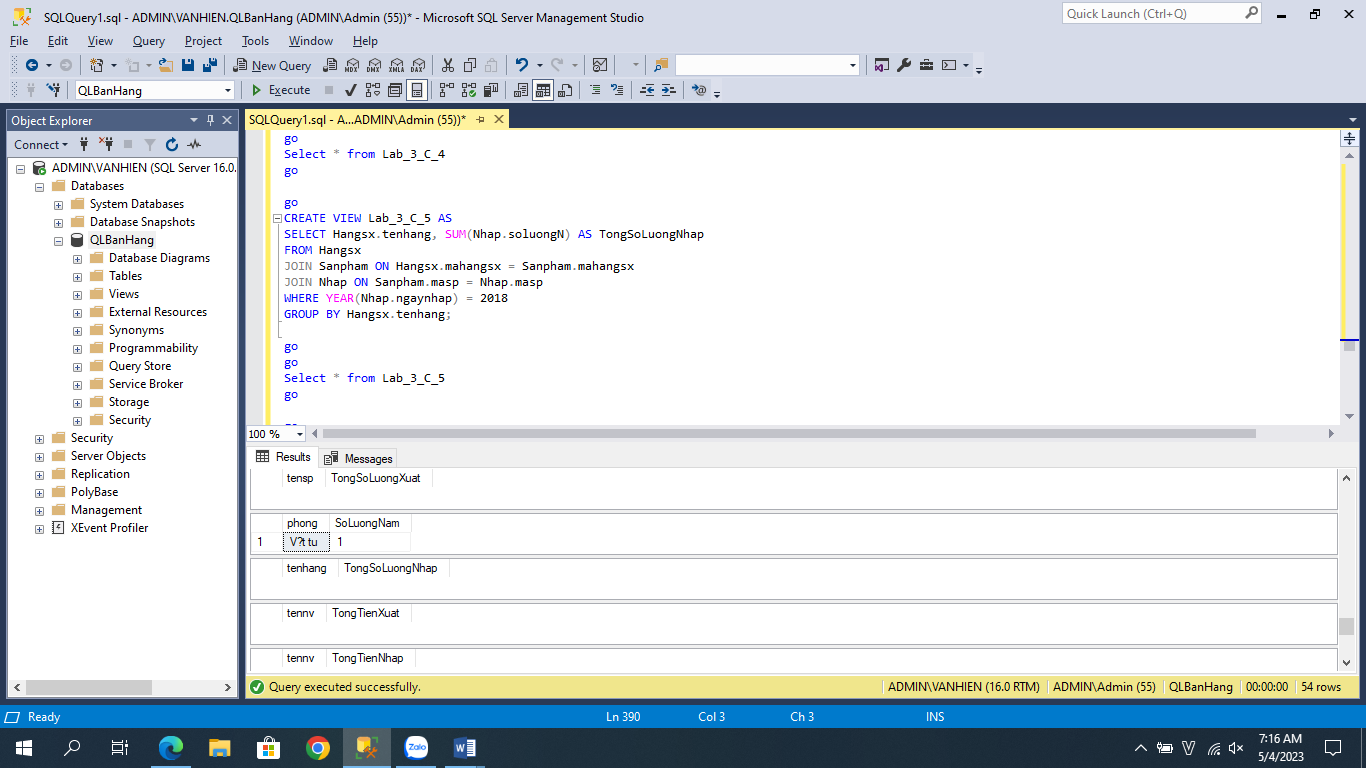 SQLQuery1.sql - ADMIN\VANHIEN.QLBanHang (ADMIN\Admin (55))* - Microsoft SQL Server Management Studio
Quick Launch (Ctrl+Q)
File Edit View Query Project Tools Window Help
New Query MDX DMX XMLA DAX
QLBanHang Execute
Object Explorer
Connect
ADMIN\VANHIEN (SQL Server 16.0.
Databases
System Databases
Database Snapshots
QLBanHang
Database Diagrams
Tables
Views
External Resources
Synonyms
Programmability
Query Store
Service Broker
Storage
Security
Security
Server Objects
Replication
PolyBase
Management
XEvent Profiler
SQLQuery1.sql - A...ADMIN\Admin (55))*
go
Select * from Lab_3_C_4
go
go
CREATE VIEW Lab_3_C_5 AS
SELECT Hangsx.tenhang, SUM(Nhap.soluongN) AS TongSoLuongNhap
FROM Hangsx
JOIN Sanpham ON Hangsx.mahangsx = Sanpham.mahangsx
JOIN Nhap ON Sanpham.masp = Nhap.masp
WHERE YEAR(Nhap.ngaynhap) = 2018
GROUP BY Hangsx.tenhang;
go
go
Select * from Lab_3_C_5
go
100 %
Results Messages
tensp TongSoLuongXuat
phong SoLuongNam
1 V?t tu 1
tenhang TongSoLuongNhap
tennv TongTienXuat
tennv TongTienNhap
Query executed successfully. ADMIN\VANHIEN (16.0 RTM) ADMIN\Admin (55) QLBanHang 00:00:00 54 rows
Ready Ln 390 Col 3 Ch 3 INS
Zalo
7:16 AM
5/4/2023